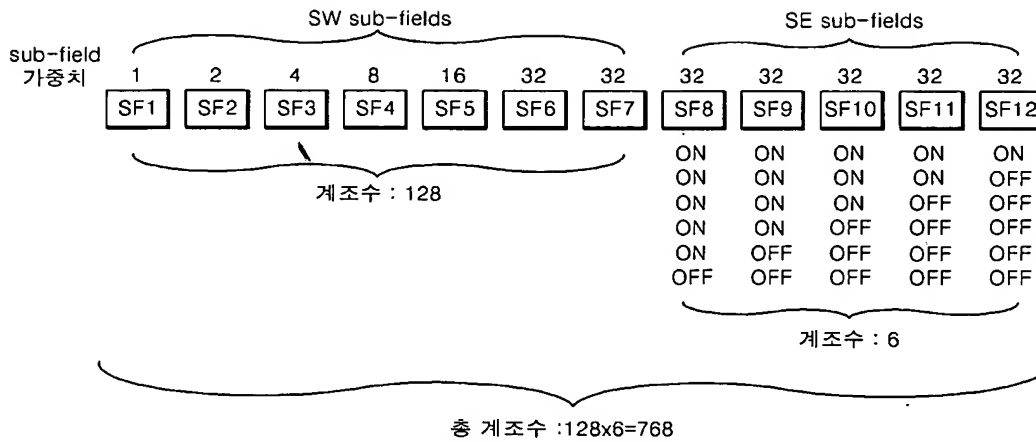 SW sub-fields SE sub-fields
sub-field
가중치 1 2 4 8 16 32 32 32 32 32 32 32
SF1 SF2 SF3 SF4 SF5 SF6 SF7 SF8 SF9 SF10 SF11 SF12
ON ON ON ON ON
계조수 : 128
ON ON ON ON OFF
ON ON ON OFF OFF
ON ON OFF OFF OFF
ON OFF OFF OFF OFF
OFF OFF OFF OFF OFF
계조수 : 6
총 계조수 :128x6=768